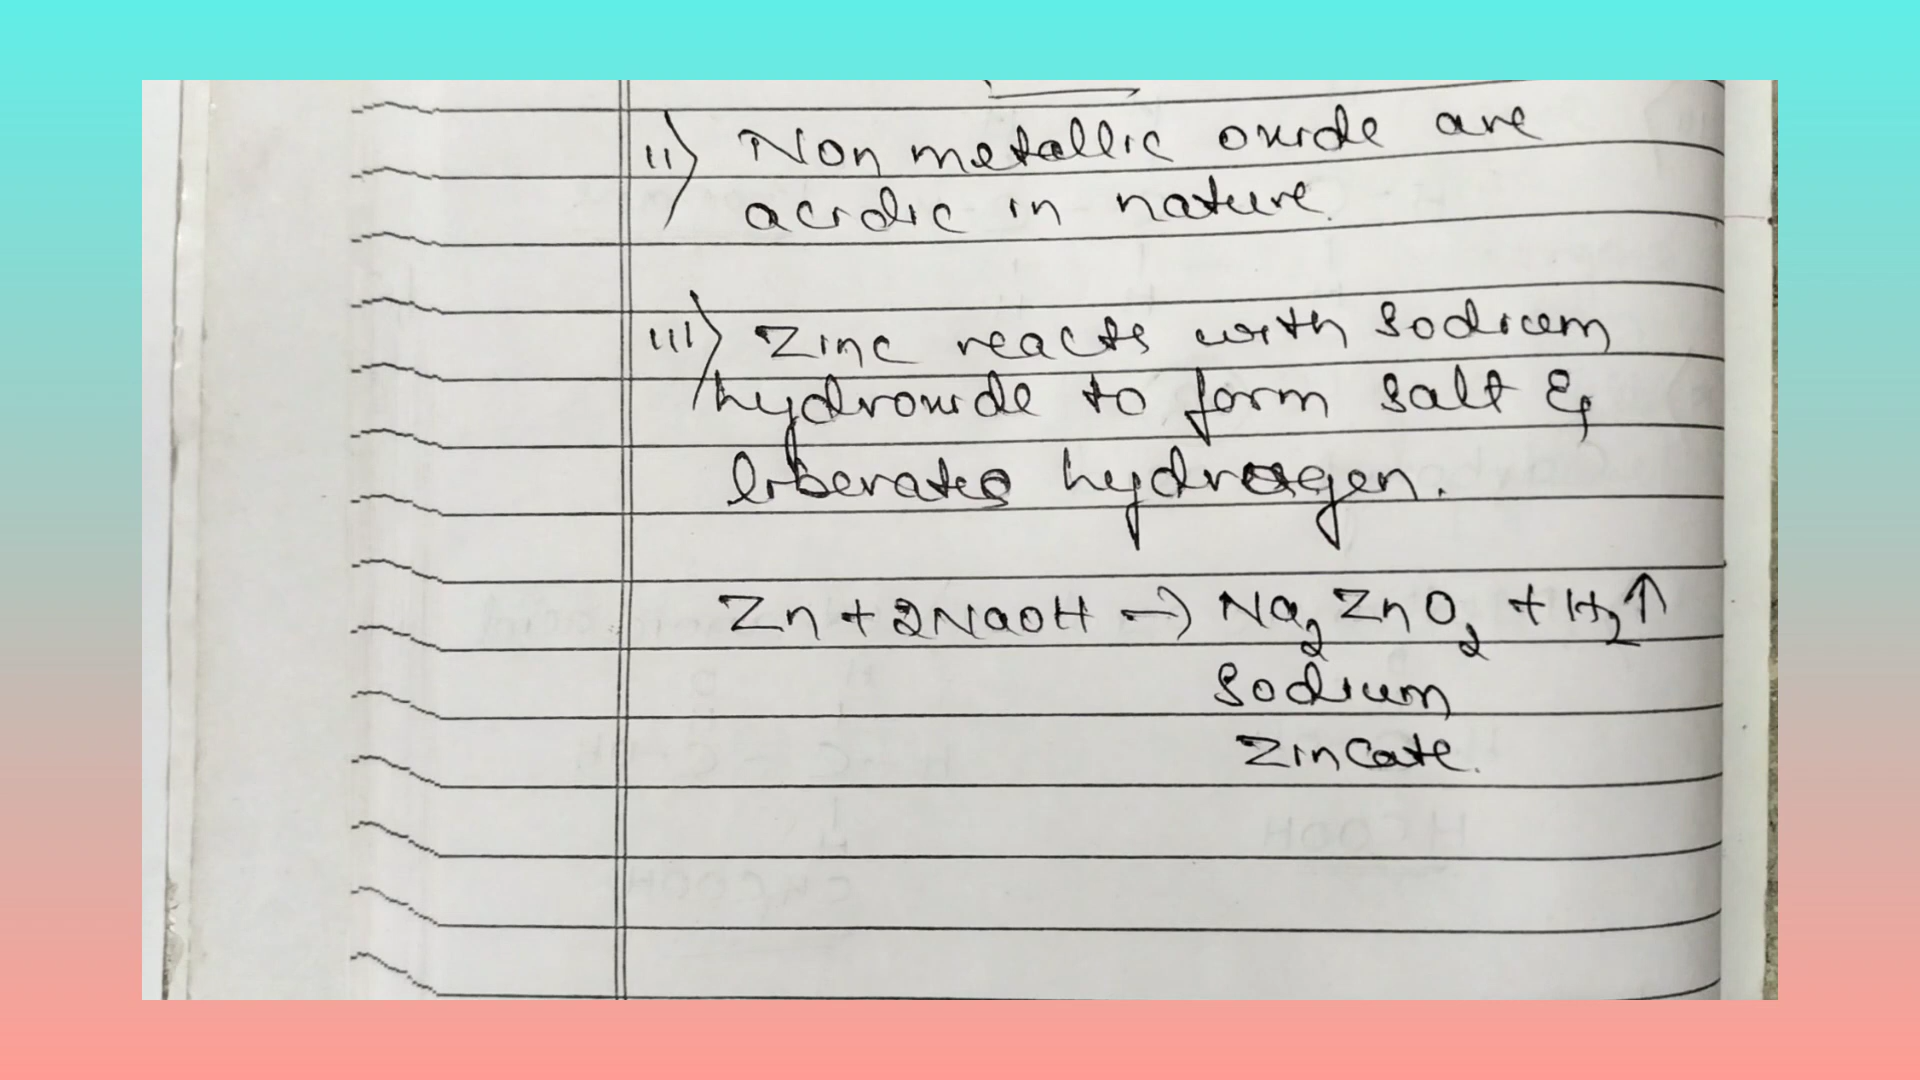 ii) Non metallic oxide are
acidic in nature.
iii) Zinc reacts with Sodium
hydroxide to form Salt &
liberates hydrogen.
Zn + 2NaOH → Na₂ZnO₂ + H₂↑
Sodium
Zincate.